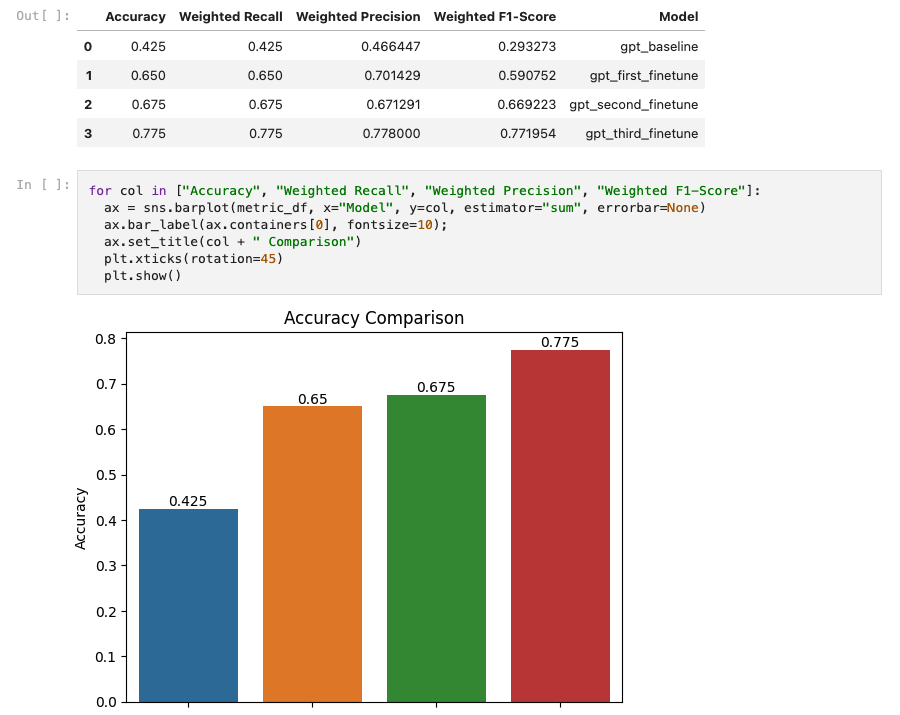 Out[ ]:
Accuracy Weighted Recall Weighted Precision Weighted F1-Score Model
0 0.425 0.425 0.466447 0.293273 gpt_baseline
1 0.650 0.650 0.701429 0.590752 gpt_first_finetune
2 0.675 0.675 0.671291 0.669223 gpt_second_finetune
3 0.775 0.775 0.778000 0.771954 gpt_third_finetune
In [ ]:
for col in ["Accuracy", "Weighted Recall", "Weighted Precision", "Weighted F1-Score"]:
  ax = sns.barplot(metric_df, x="Model", y=col, estimator="sum", errorbar=None)
  ax.bar_label(ax.containers[0], fontsize=10);
  ax.set_title(col + " Comparison")
  plt.xticks(rotation=45)
  plt.show()
Accuracy Comparison
0.8
0.7
0.6
0.5
0.4
0.3
0.2
0.1
0.0
Accuracy
0.425
0.65
0.675
0.775